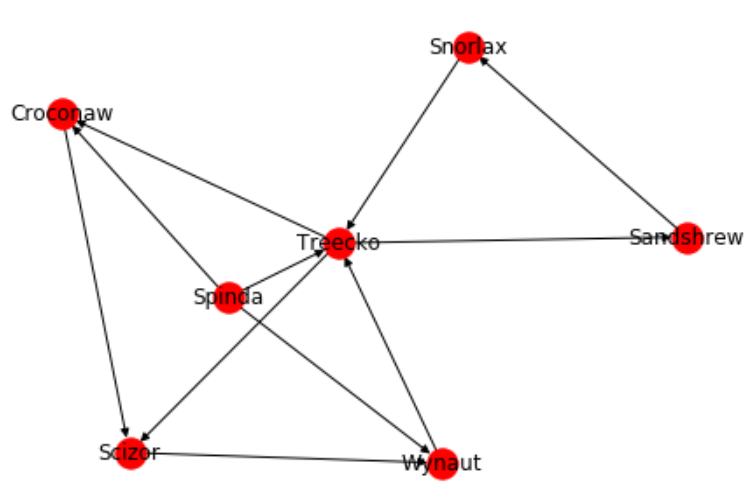 Snorlax
Croconaw
Treecko
Sandshrew
Spinda
Scizor
Wynaut